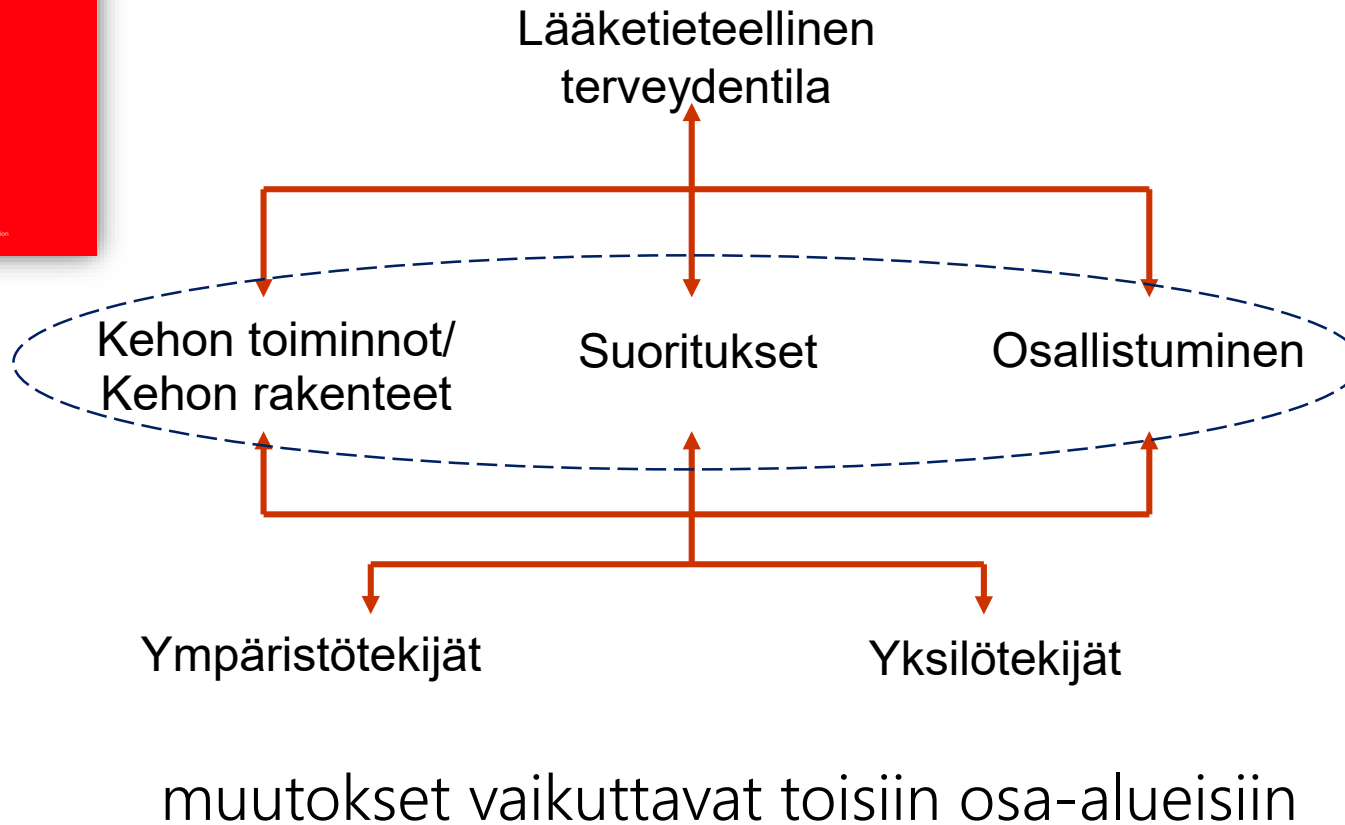 Lääketieteellinen
terveydentila
Kehon toiminnot/
Kehon rakenteet
Suoritukset
Osallistuminen
Ympäristötekijät
Yksilötekijät
muutokset vaikuttavat toisiin osa-alueisiin